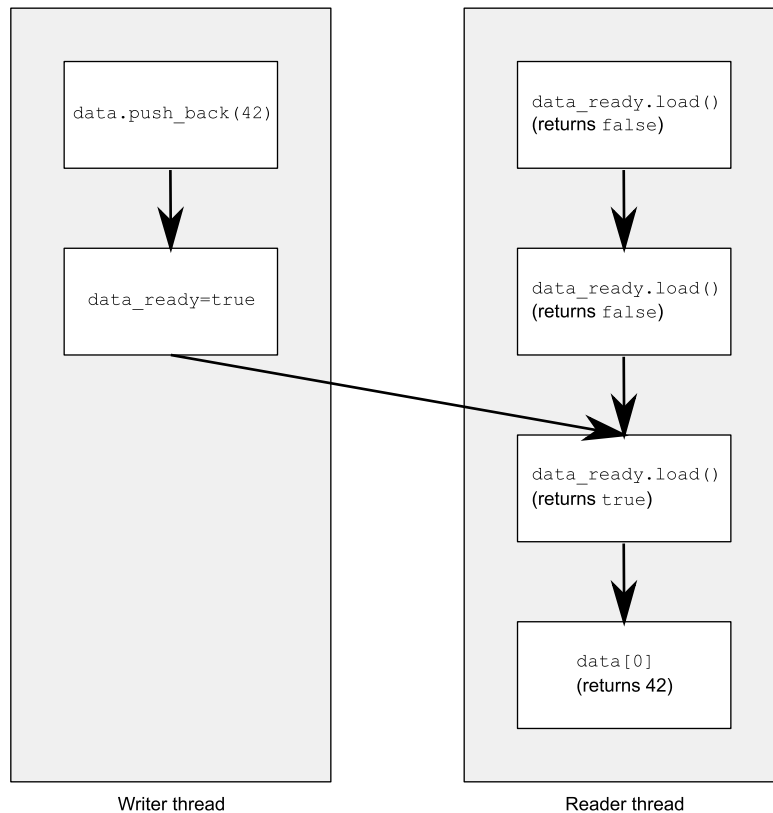 data.push_back(42)
data_ready=true
Writer thread
data_ready.load()
(returns false)
data_ready.load()
(returns false)
data_ready.load()
(returns true)
data[0]
(returns 42)
Reader thread